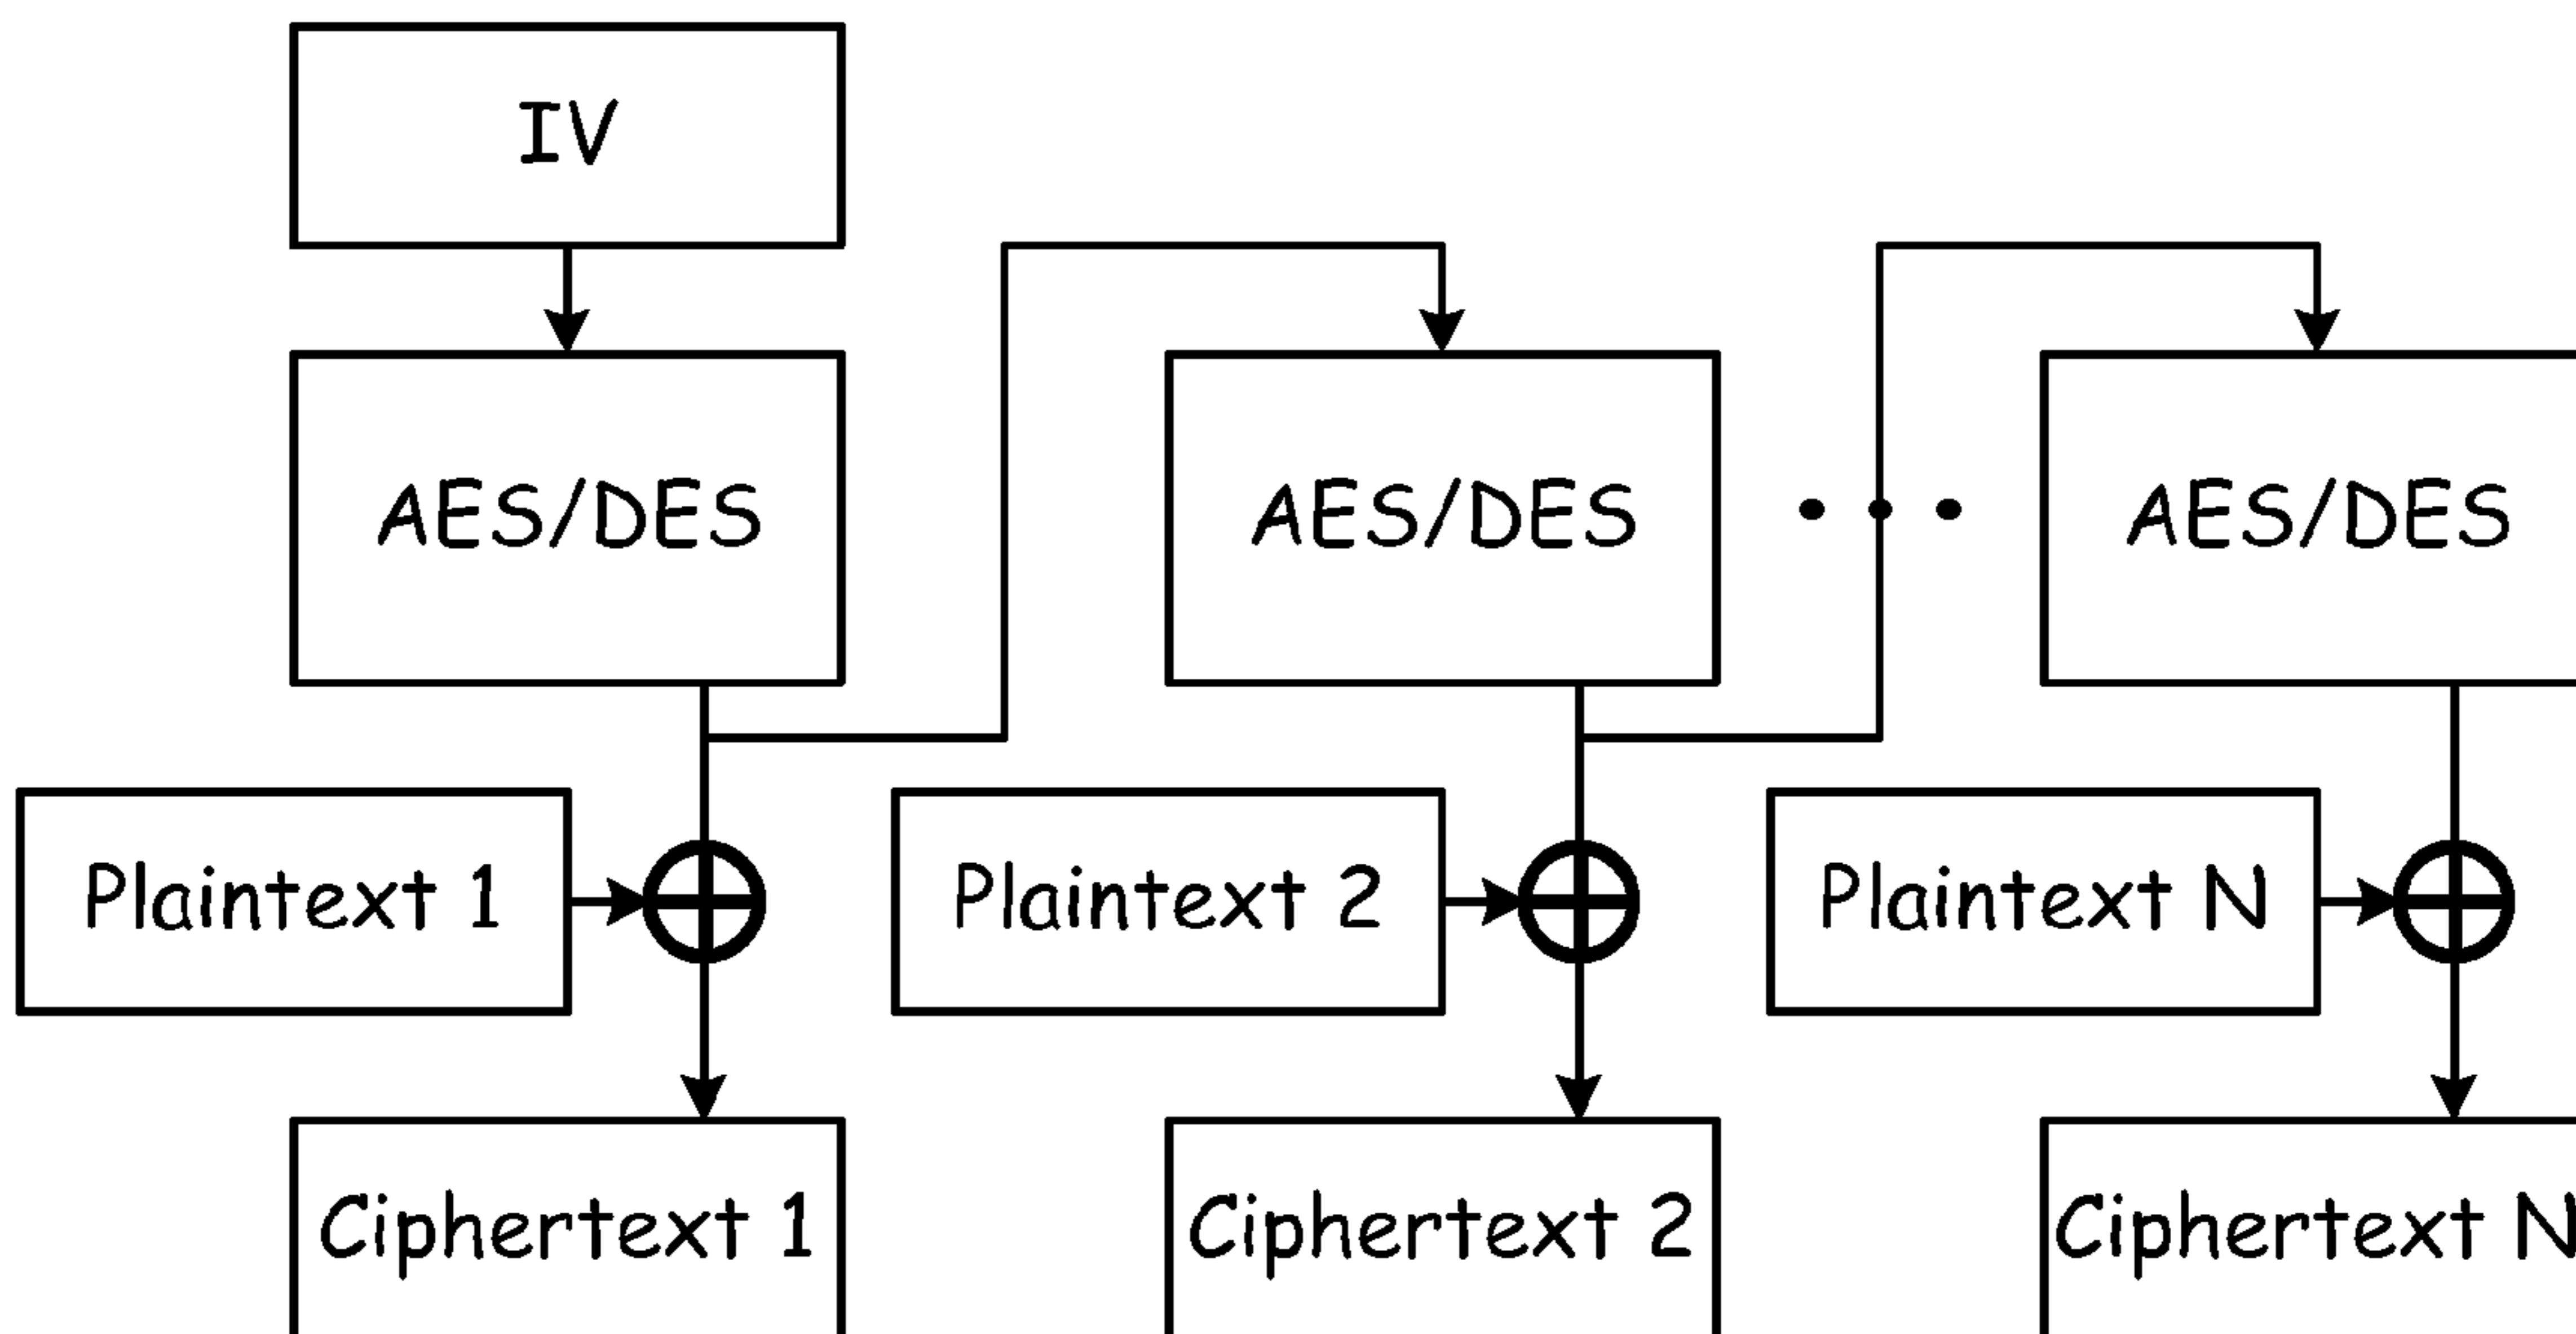 IV
AES/DES
AES/DES
AES/DES
Plaintext 1
Plaintext 2
Plaintext N
Ciphertext 1
Ciphertext 2
Ciphertext N